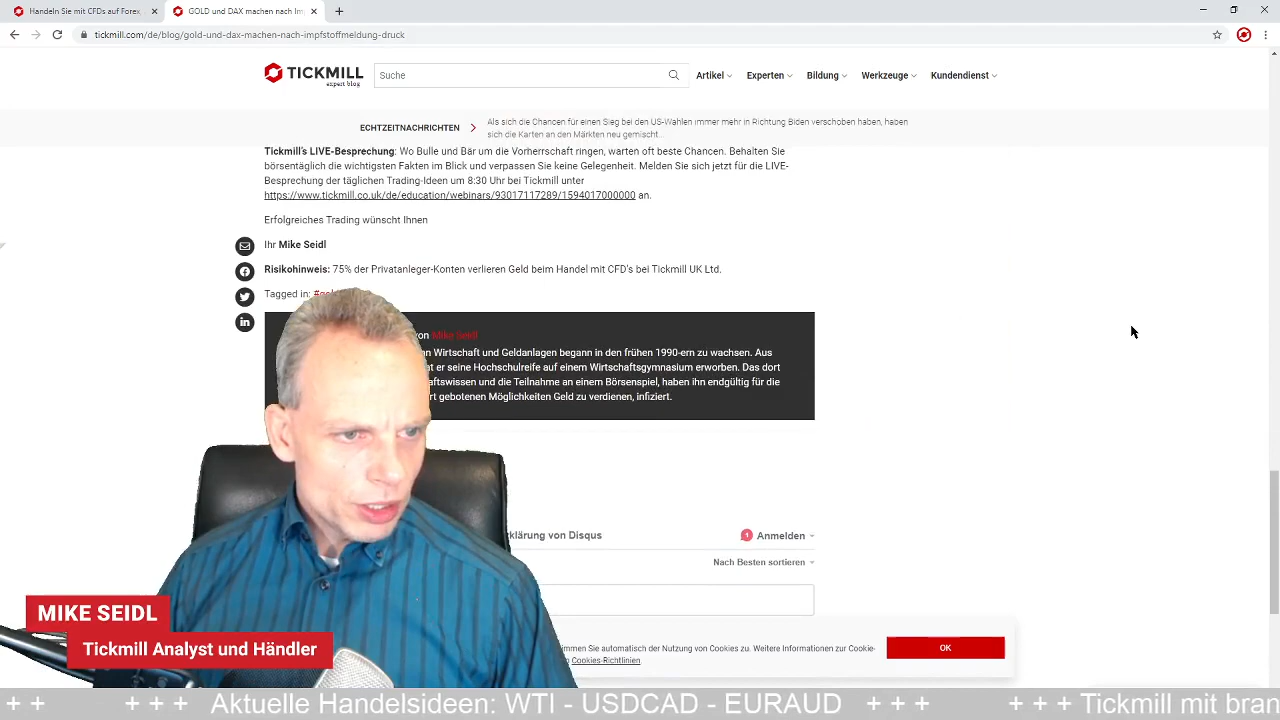 Handeln Sie mit CFDs auf Forex
GOLD und DAX machen nach Im
tickmill.com/de/blog/gold-und-dax-machen-nach-impfstoffmeldung-druck
TICKMILL
expert blog
Suche
Artikel
Experten
Bildung
Werkzeuge
Kundendienst
ECHTZEITNACHRICHTEN
Als sich die Chancen für einen Sieg bei den US-Wahlen immer mehr in Richtung Biden verschoben haben, haben
sich die Karten an den Märkten neu gemischt...
Tickmill's LIVE-Besprechung: Wo Bulle und Bär um die Vorherrschaft ringen, warten oft beste Chancen. Behalten Sie
börsentäglich die wichtigsten Fakten im Blick und verpassen Sie keine Gelegenheit. Melden Sie sich jetzt für die LIVE-
Besprechung der täglichen Trading-Ideen um 8:30 Uhr bei Tickmill unter
https://www.tickmill.co.uk/de/education/webinars/93017117289/1594017000000 an.
Erfolgreiches Trading wünscht Ihnen
Ihr Mike Seidl
Risikohinweis: 75% der Privatanleger-Konten verlieren Geld beim Handel mit CFD's bei Tickmill UK Ltd.
Tagged in:
von Mike Seidl
Wirtschaft und Geldanlagen begann in den frühen 1990-ern zu wachsen. Aus
er seine Hochschulreife auf einem Wirtschaftsgymnasium erworben. Das dort
und die Teilnahme an einem Börsenspiel, haben ihn endgültig für die
gebotenen Möglichkeiten Geld zu verdienen, infiziert.
von Disqus
1
Anmelden
Nach Besten sortieren
Sie automatisch der Nutzung von Cookies zu. Weitere Informationen zur Cookie-
Cookies-Richtlinien.
OK
MIKE SEIDL
Tickmill Analyst und Händler
+ + + + + Aktuelle Handelsideen: WTI - USDCAD - EURAUD + + + + + + Tickmill mit